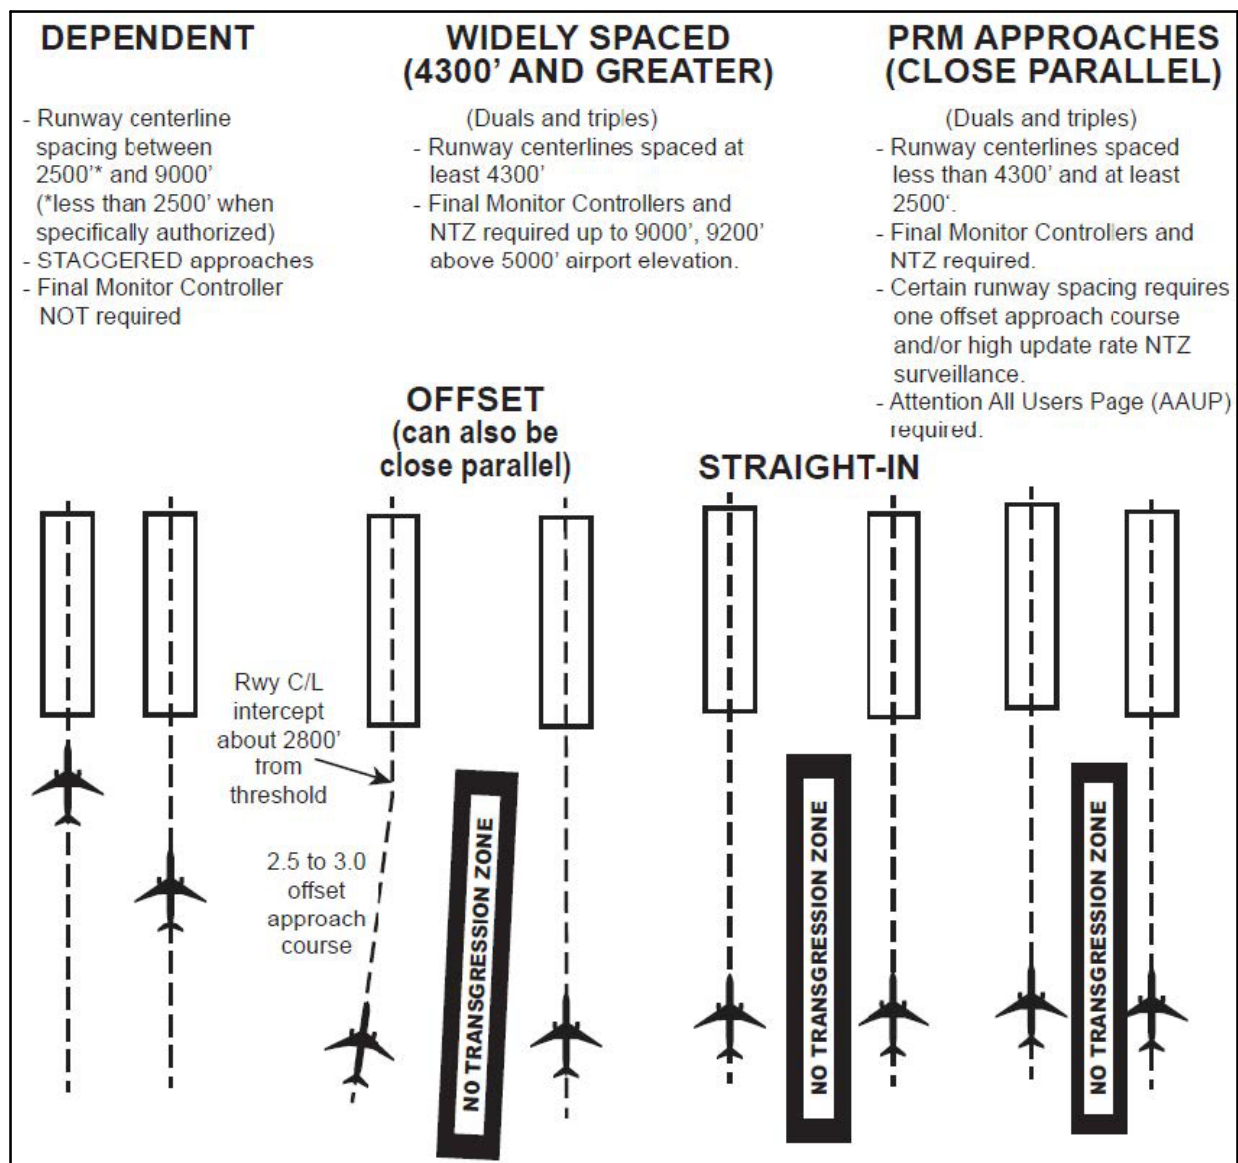 DEPENDENT
- Runway centerline
spacing between
2500'* and 9000'
(*less than 2500' when
specifically authorized)
- STAGGERED approaches
- Final Monitor Controller
NOT required
WIDELY SPACED
(4300' AND GREATER)
(Duals and triples)
- Runway centerlines spaced at
least 4300'
- Final Monitor Controllers and
NTZ required up to 9000', 9200'
above 5000' airport elevation.
PRM APPROACHES
(CLOSE PARALLEL)
(Duals and triples)
- Runway centerlines spaced
less than 4300' and at least
2500'.
- Final Monitor Controllers and
NTZ required.
- Certain runway spacing requires
one offset approach course
and/or high update rate NTZ
surveillance.
- Attention All Users Page (AAUP)
required.
OFFSET
(can also be
close parallel)
STRAIGHT-IN
Rwy C/L
intercept
about 2800'
from
threshold
2.5 to 3.0
offset
approach
course
NO TRANSGRESSION ZONE
NO TRANSGRESSION ZONE
NO TRANSGRESSION ZONE